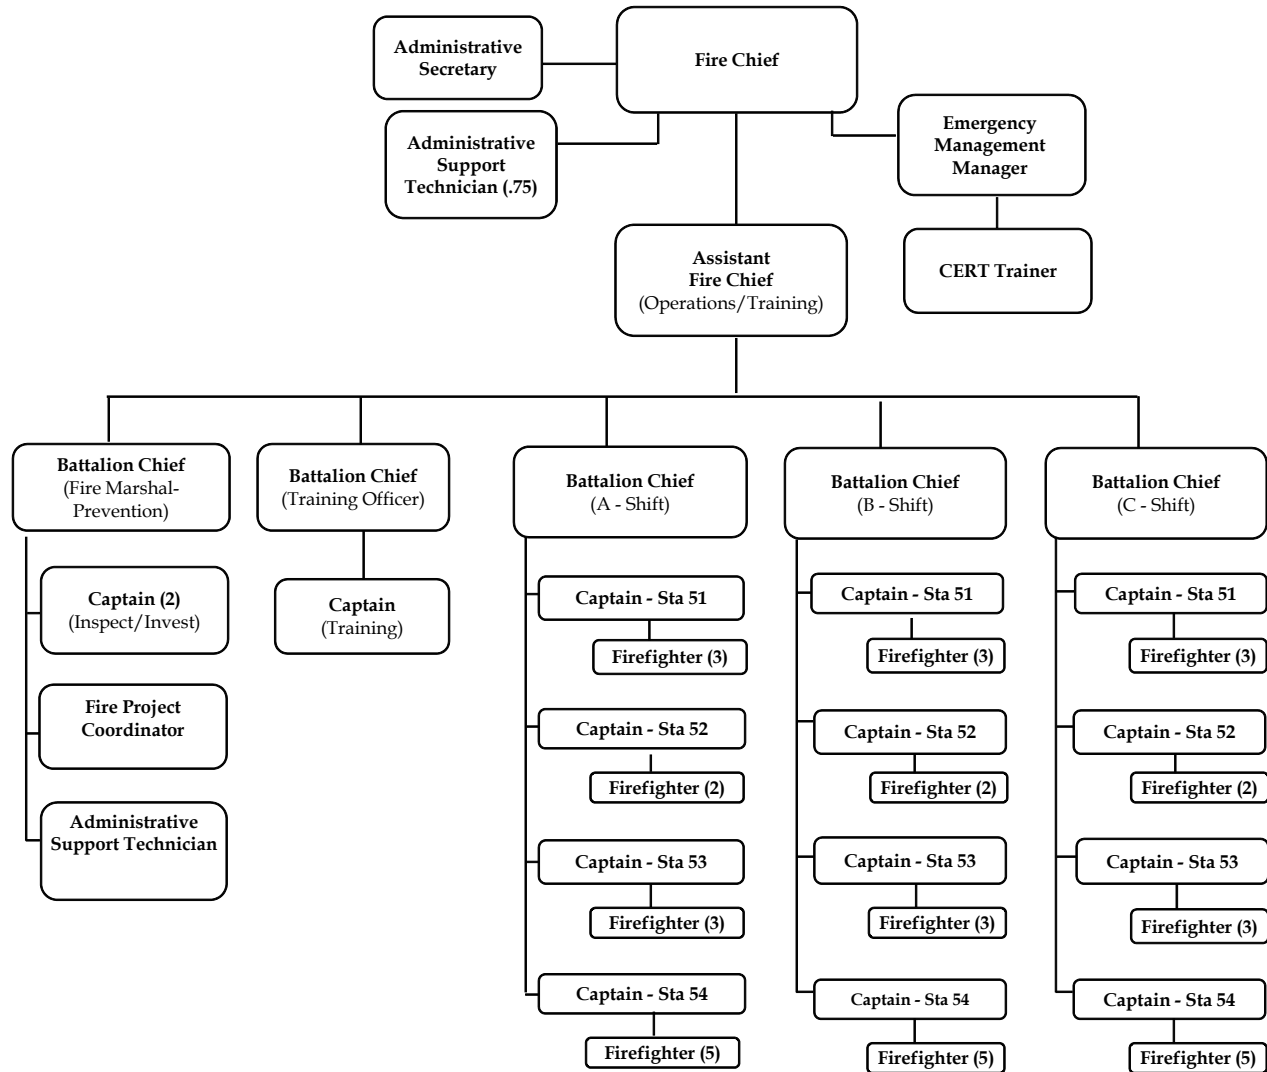 Administrative
Secretary
Fire Chief
Administrative
Support
Technician (.75)
Emergency
Management
Manager
CERT Trainer
Assistant
Fire Chief
(Operations/Training)
Battalion Chief
(Fire Marshal-
Prevention)
Captain (2)
(Inspect/Invest)
Fire Project
Coordinator
Administrative
Support Technician
Battalion Chief
(Training Officer)
Captain
(Training)
Battalion Chief
(A - Shift)
Captain - Sta 51
Firefighter (3)
Captain - Sta 52
Firefighter (2)
Captain - Sta 53
Firefighter (3)
Captain - Sta 54
Firefighter (5)
Battalion Chief
(B - Shift)
Captain - Sta 51
Firefighter (3)
Captain - Sta 52
Firefighter (2)
Captain - Sta 53
Firefighter (3)
Captain - Sta 54
Firefighter (5)
Battalion Chief
(C - Shift)
Captain - Sta 51
Firefighter (3)
Captain - Sta 52
Firefighter (2)
Captain - Sta 53
Firefighter (3)
Captain - Sta 54
Firefighter (5)